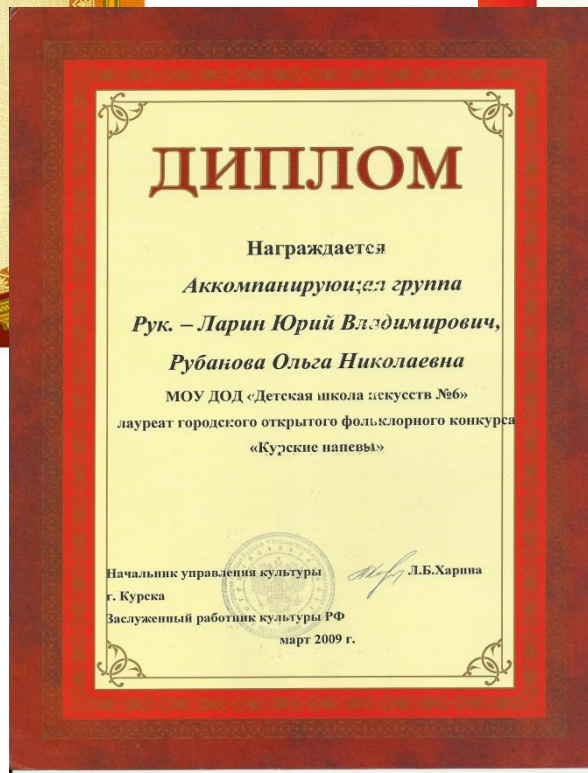 ДИПЛОМ
Награждается
Аккомпанирующая группа
Рук. – Ларин Юрий Владимирович,
Рубанова Ольга Николаевна
МОУ ДОД «Детская школа искусств №6»
лауреат городского открытого фольклорного конкурса
«Курские напевы»
Начальник управления культуры Л.Б.Харина
г. Курска
Заслуженный работник культуры РФ
март 2009 г.